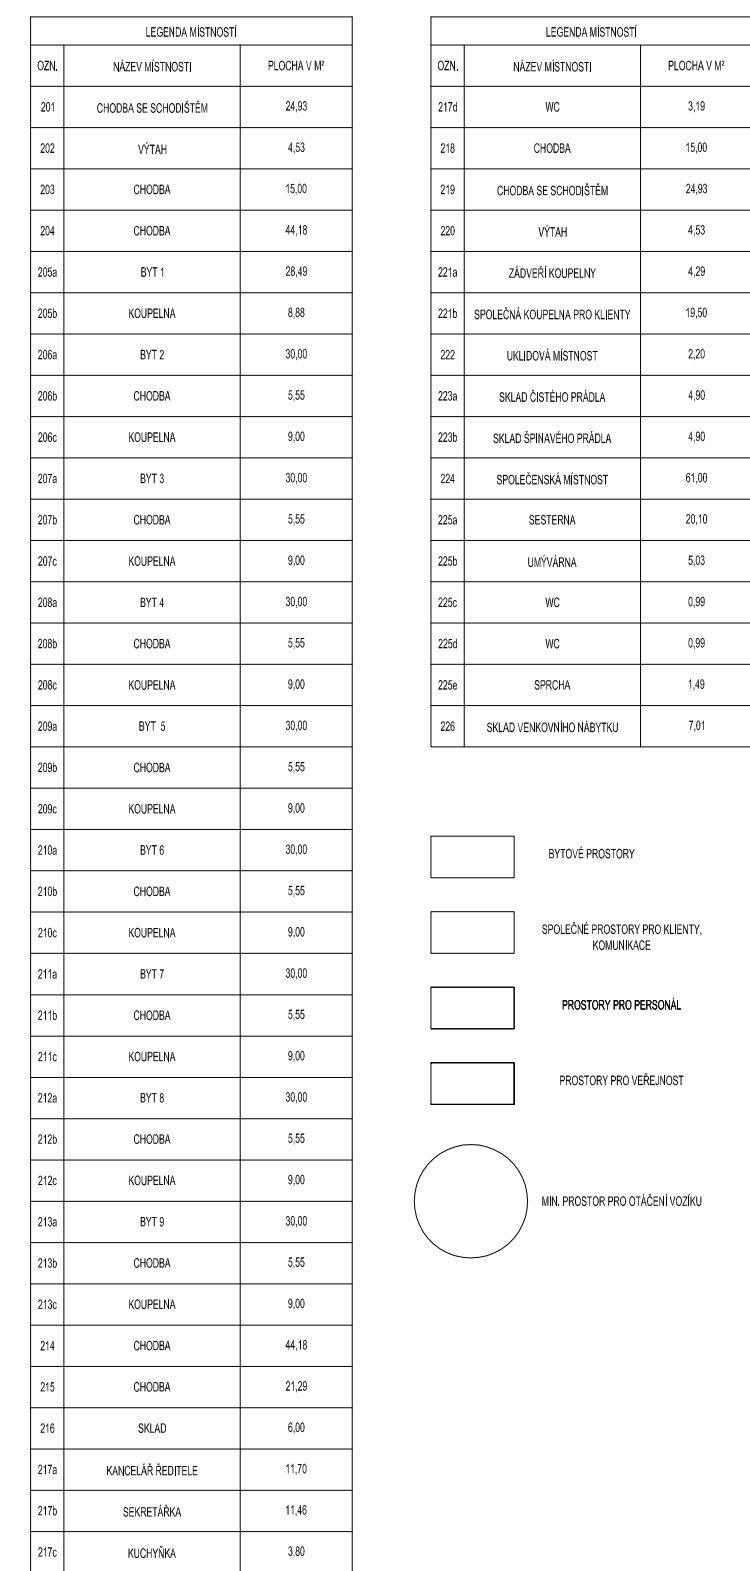 LEGENDA MÍSTNOSTÍ
OZN. NÁZEV MÍSTNOSTI PLOCHA V M²
201 CHODBA SE SCHODIŠTĚM 24,93
202 VÝTAH 4,53
203 CHODBA 15,00
204 CHODBA 44,18
205a BYT 1 28,49
205b KOUPELNA 8,88
206a BYT 2 30,00
206b CHODBA 5,55
206c KOUPELNA 9,00
207a BYT 3 30,00
207b CHODBA 5,55
207c KOUPELNA 9,00
208a BYT 4 30,00
208b CHODBA 5,55
208c KOUPELNA 9,00
209a BYT 5 30,00
209b CHODBA 5,55
209c KOUPELNA 9,00
210a BYT 6 30,00
210b CHODBA 5,55
210c KOUPELNA 9,00
211a BYT 7 30,00
211b CHODBA 5,55
211c KOUPELNA 9,00
212a BYT 8 30,00
212b CHODBA 5,55
212c KOUPELNA 9,00
213a BYT 9 30,00
213b CHODBA 5,55
213c KOUPELNA 9,00
214 CHODBA 44,18
215 CHODBA 21,29
216 SKLAD 6,00
217a KANCELÁŘ ŘEDITELE 11,70
217b SEKRETÁŘKA 11,46
217c KUCHYŇKA 3,80
LEGENDA MÍSTNOSTÍ
OZN. NÁZEV MÍSTNOSTI PLOCHA V M²
217d WC 3,19
218 CHODBA 15,00
219 CHODBA SE SCHODIŠTĚM 24,93
220 VÝTAH 4,53
221a ZÁDVEŘÍ KOUPELNY 4,29
221b SPOLEČNÁ KOUPELNA PRO KLIENTY 19,50
222 UKLIDOVÁ MÍSTNOST 2,20
223a SKLAD ČISTÉHO PRÁDLA 4,90
223b SKLAD ŠPINAVÉHO PRÁDLA 4,90
224 SPOLEČENSKÁ MÍSTNOST 61,00
225a SESTERNA 20,10
225b UMÝVÁRNA 5,03
225c WC 0,99
225d WC 0,99
225e SPRCHA 1,49
226 SKLAD VENKOVNÍHO NÁBYTKU 7,01
BYTOVÉ PROSTORY
SPOLEČNÉ PROSTORY PRO KLIENTY,
KOMUNIKACE
PROSTORY PRO PERSONÁL
PROSTORY PRO VEŘEJNOST
MIN. PROSTOR PRO OTÁČENÍ VOZÍKU